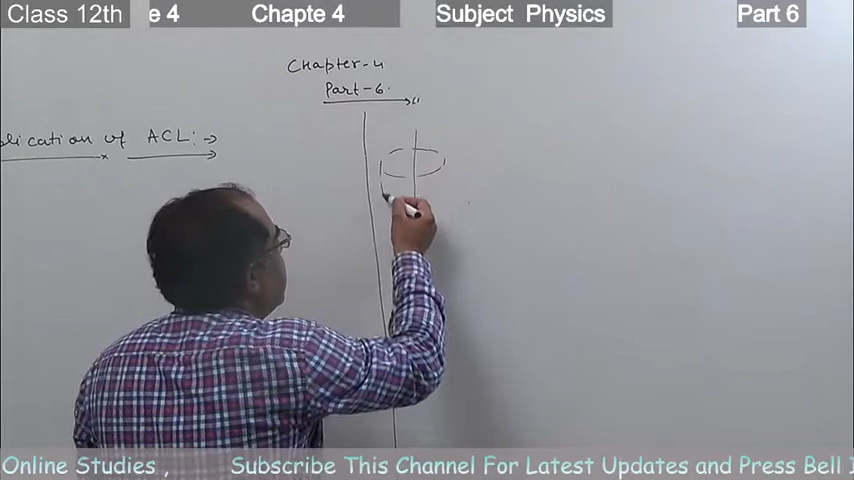 Class 12th e 4 Chapte 4 Subject Physics Part 6
Chapter-4
Part-6.
plication of ACL:→
Online Studies , Subscribe This Channel For Latest Updates and Press Bell I